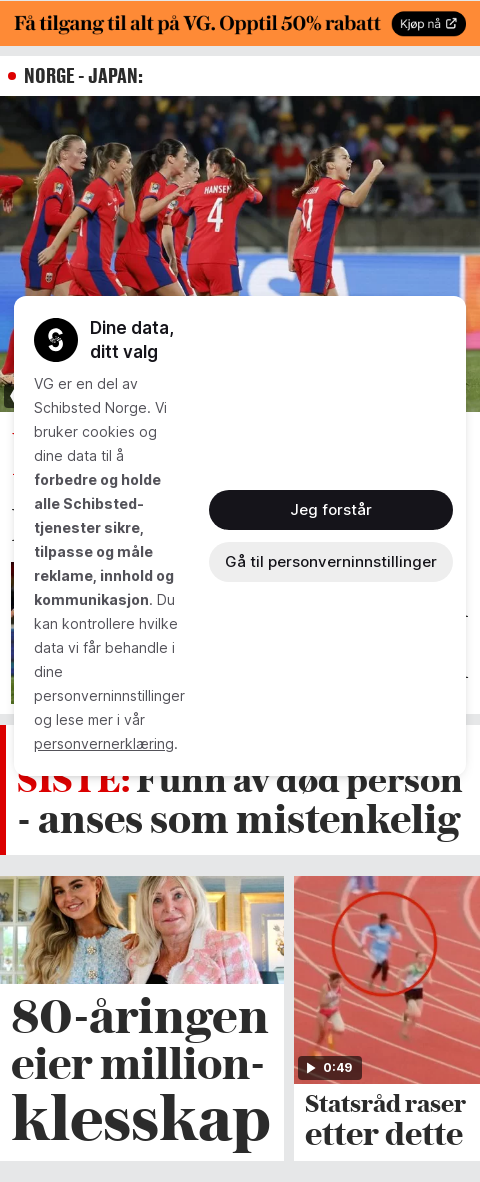 Få tilgang til alt på VG. Opptil 50% rabatt
Kjøp nå
NORGE - JAPAN:
HANSEN
4
11
Dine data,
ditt valg
VG er en del av
Schibsted Norge. Vi
bruker cookies og
dine data til å
forbedre og holde
alle Schibsted-
tjenester sikre,
tilpasse og måle
reklame, innhold og
kommunikasjon. Du
kan kontrollere hvilke
data vi får behandle i
dine
personverninnstillinger
og lese mer i vår
personvernerklæring.
Jeg forstår
Gå til personverninnstillinger
SISTE: Funn av død person
- anses som mistenkelig
80-åringen
eier million-
klesskap
0:49
Statsråd raser
etter dette